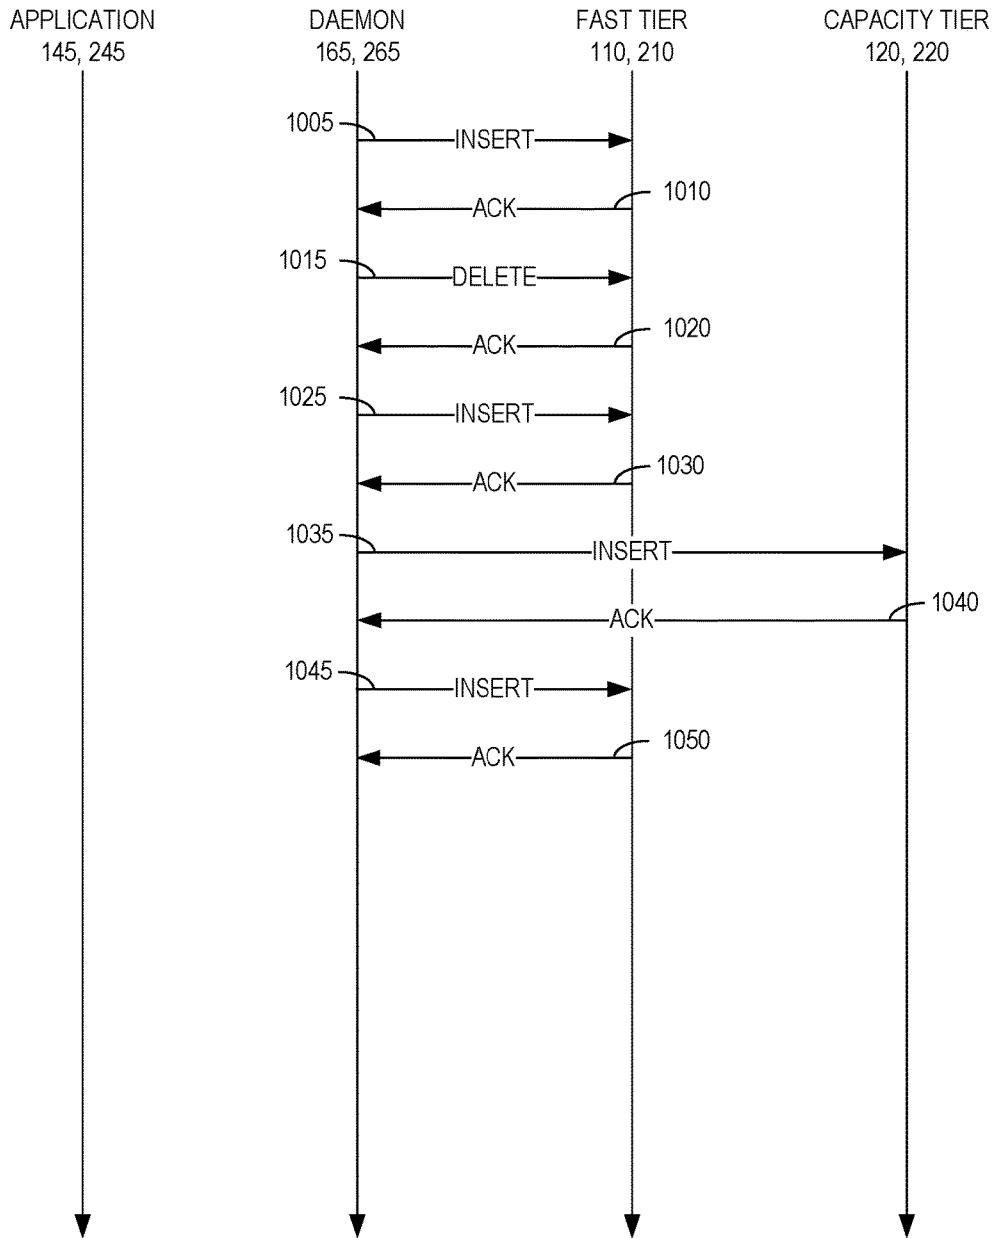 APPLICATION
145, 245
DAEMON
165, 265
FAST TIER
110, 210
CAPACITY TIER
120, 220
1005
INSERT
1010
ACK
1015
DELETE
1020
ACK
1025
INSERT
1030
ACK
1035
INSERT
1040
ACK
1045
INSERT
1050
ACK